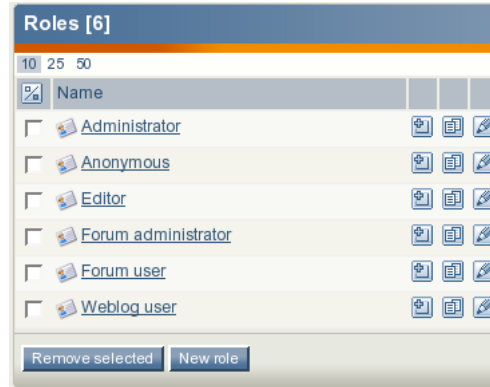 Roles [6]
10 25 50
Name
Administrator
Anonymous
Editor
Forum administrator
Forum user
Weblog user
Remove selected New role